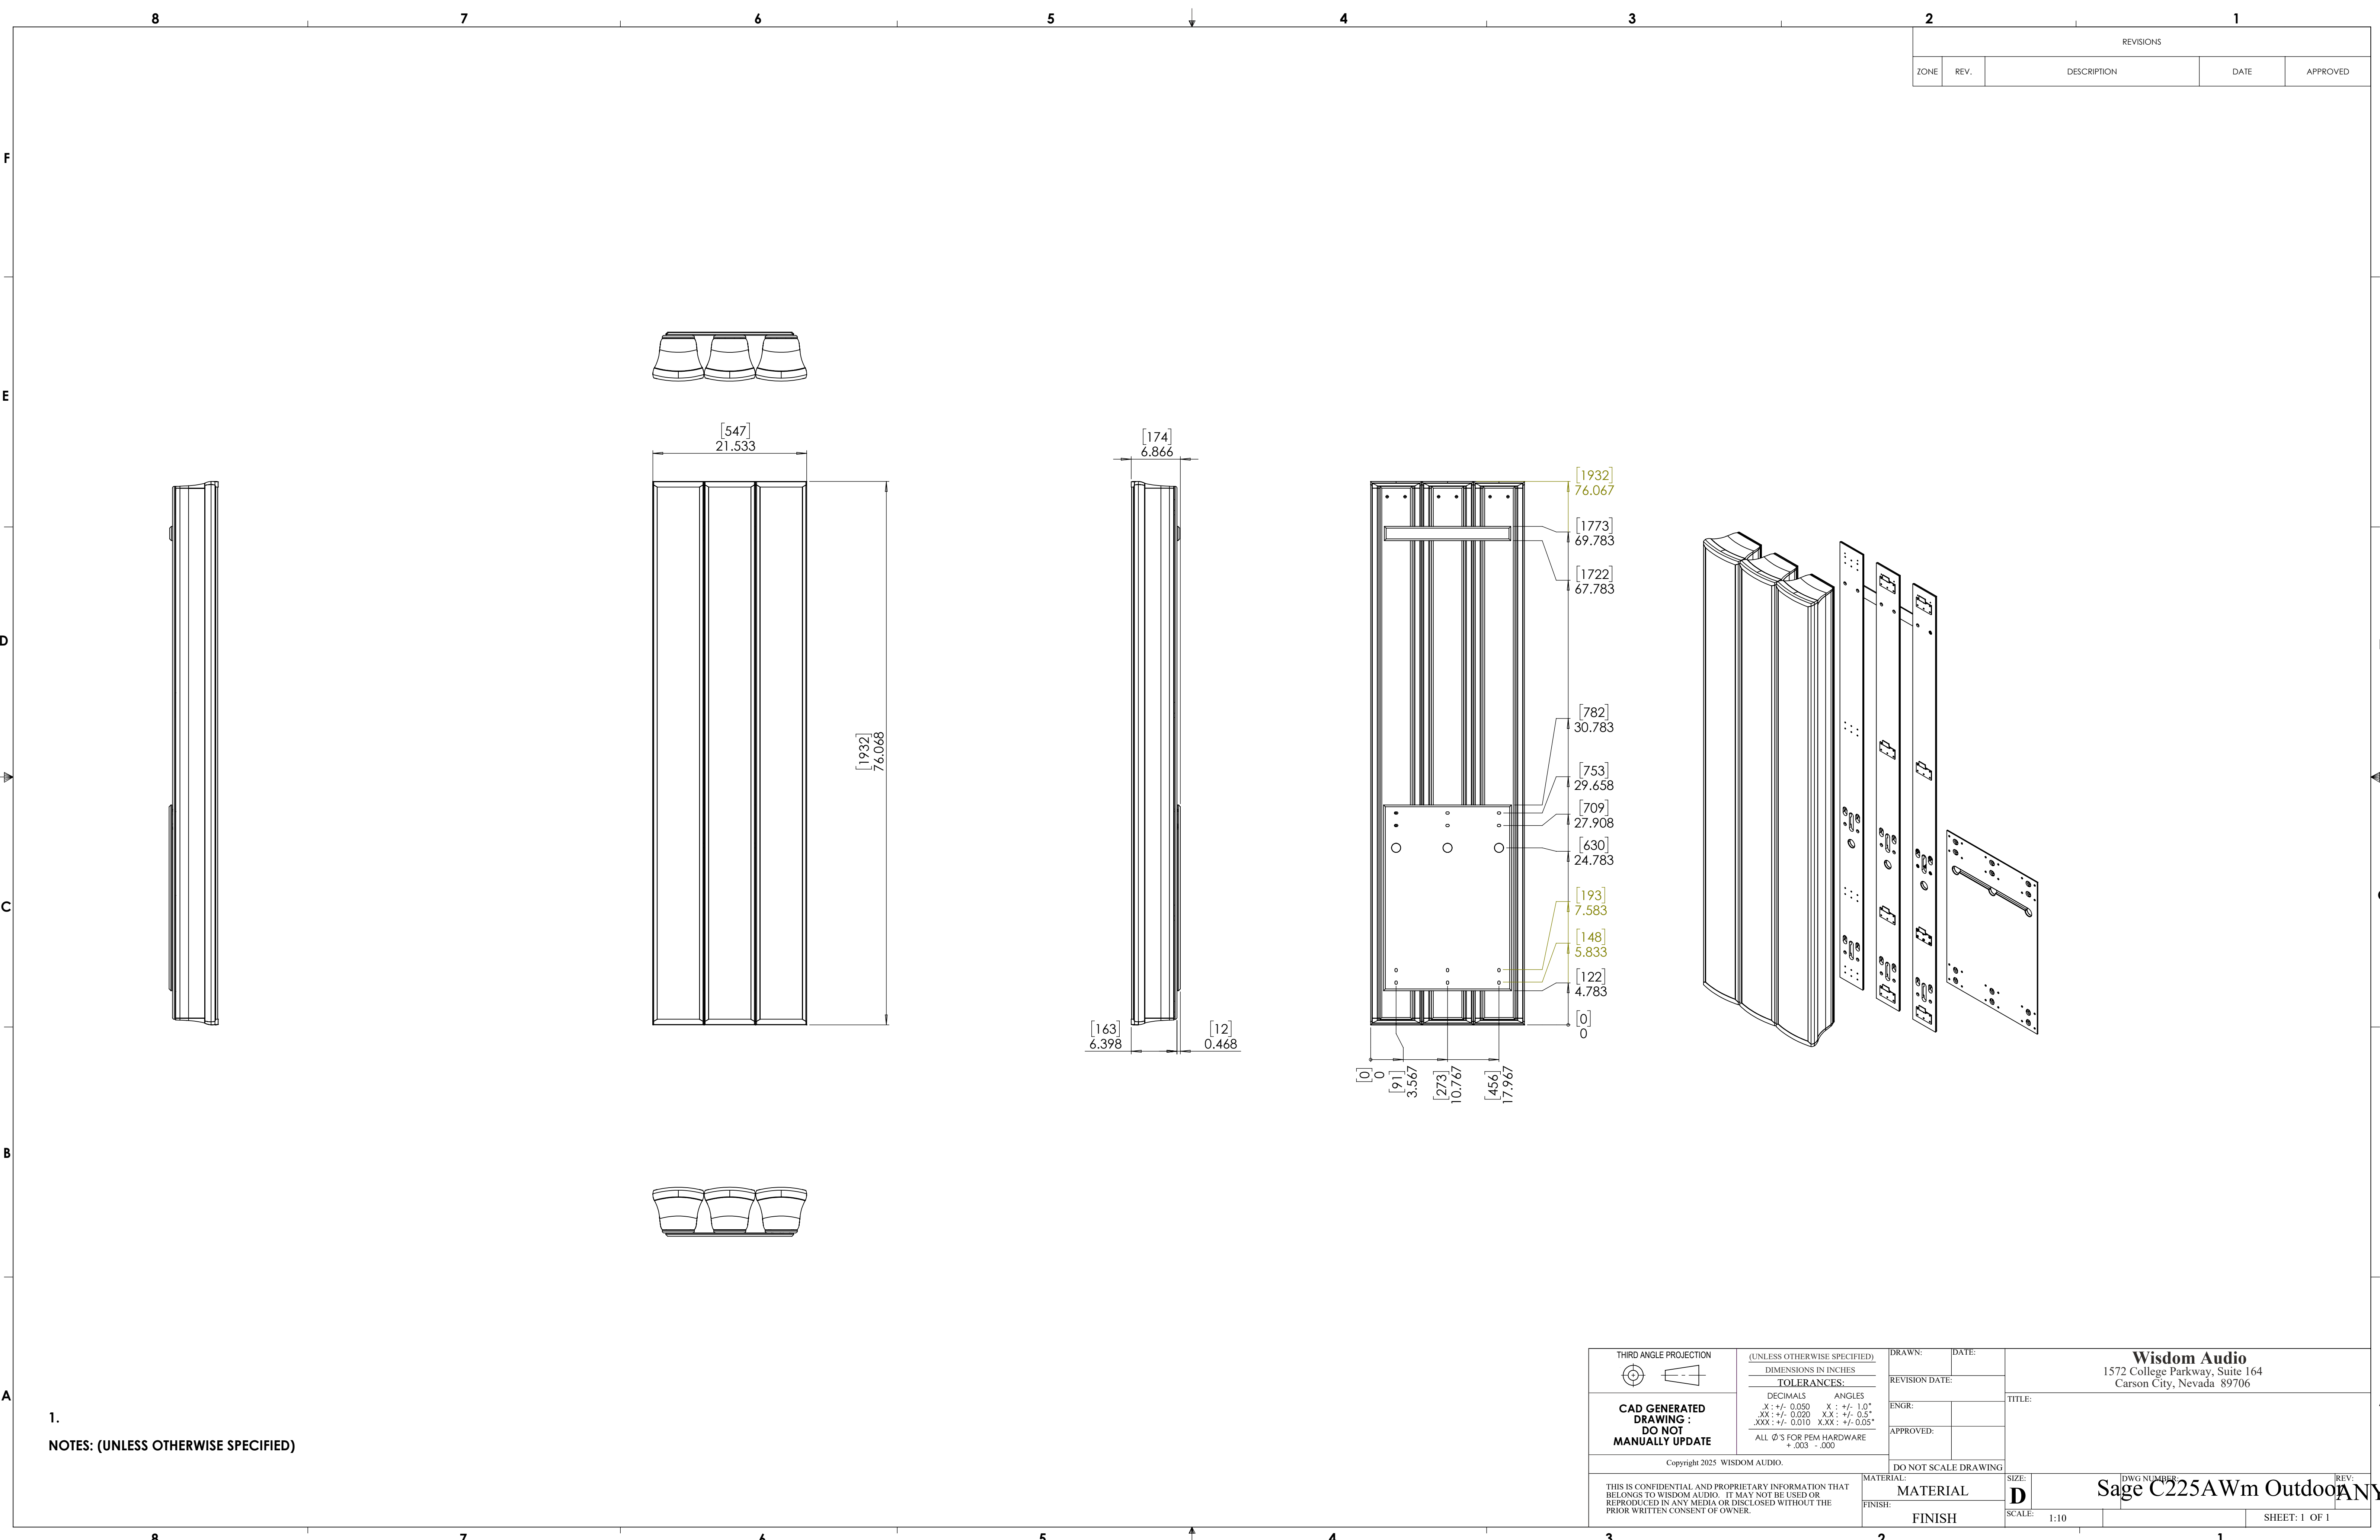 8 7 6 5 4 3 2 1
REVISIONS
ZONE REV. DESCRIPTION DATE APPROVED
F
E
D
C
B
A
[547]
21.533
[1932]
76.068
[174]
6.866
[163]
6.398
[12]
0.468
[1932]
76.067
[1773]
69.783
[1722]
67.783
[782]
30.783
[753]
29.658
[709]
27.908
[630]
24.783
[193]
7.583
[148]
5.833
[122]
4.783
[0]
0
[0]
0
[91]
3.567
[273]
10.767
[456]
17.967
1.
NOTES: (UNLESS OTHERWISE SPECIFIED)
THIRD ANGLE PROJECTION
CAD GENERATED
DRAWING :
DO NOT
MANUALLY UPDATE
(UNLESS OTHERWISE SPECIFIED)
DIMENSIONS IN INCHES
TOLERANCES:
DECIMALS ANGLES
.X : +/- 0.050 X : +/- 1.0°
.XX : +/- 0.020 X.X : +/- 0.5°
.XXX : +/- 0.010 X.XX : +/- 0.05°
ALL Ø'S FOR PEM HARDWARE
+ .003 - .000
Copyright 2025 WISDOM AUDIO.
THIS IS CONFIDENTIAL AND PROPRIETARY INFORMATION THAT
BELONGS TO WISDOM AUDIO. IT MAY NOT BE USED OR
REPRODUCED IN ANY MEDIA OR DISCLOSED WITHOUT THE
PRIOR WRITTEN CONSENT OF OWNER.
DRAWN: DATE:
REVISION DATE:
ENGR:
APPROVED:
DO NOT SCALE DRAWING
MATERIAL:
MATERIAL
FINISH:
FINISH
Wisdom Audio
1572 College Parkway, Suite 164
Carson City, Nevada 89706
TITLE:
SIZE:
D
DWG NUMBER:
Sage C225AWm Outdoor
REV:
ANY
SCALE: 1:10
SHEET: 1 OF 1
8 7 6 5 4 3 2 1